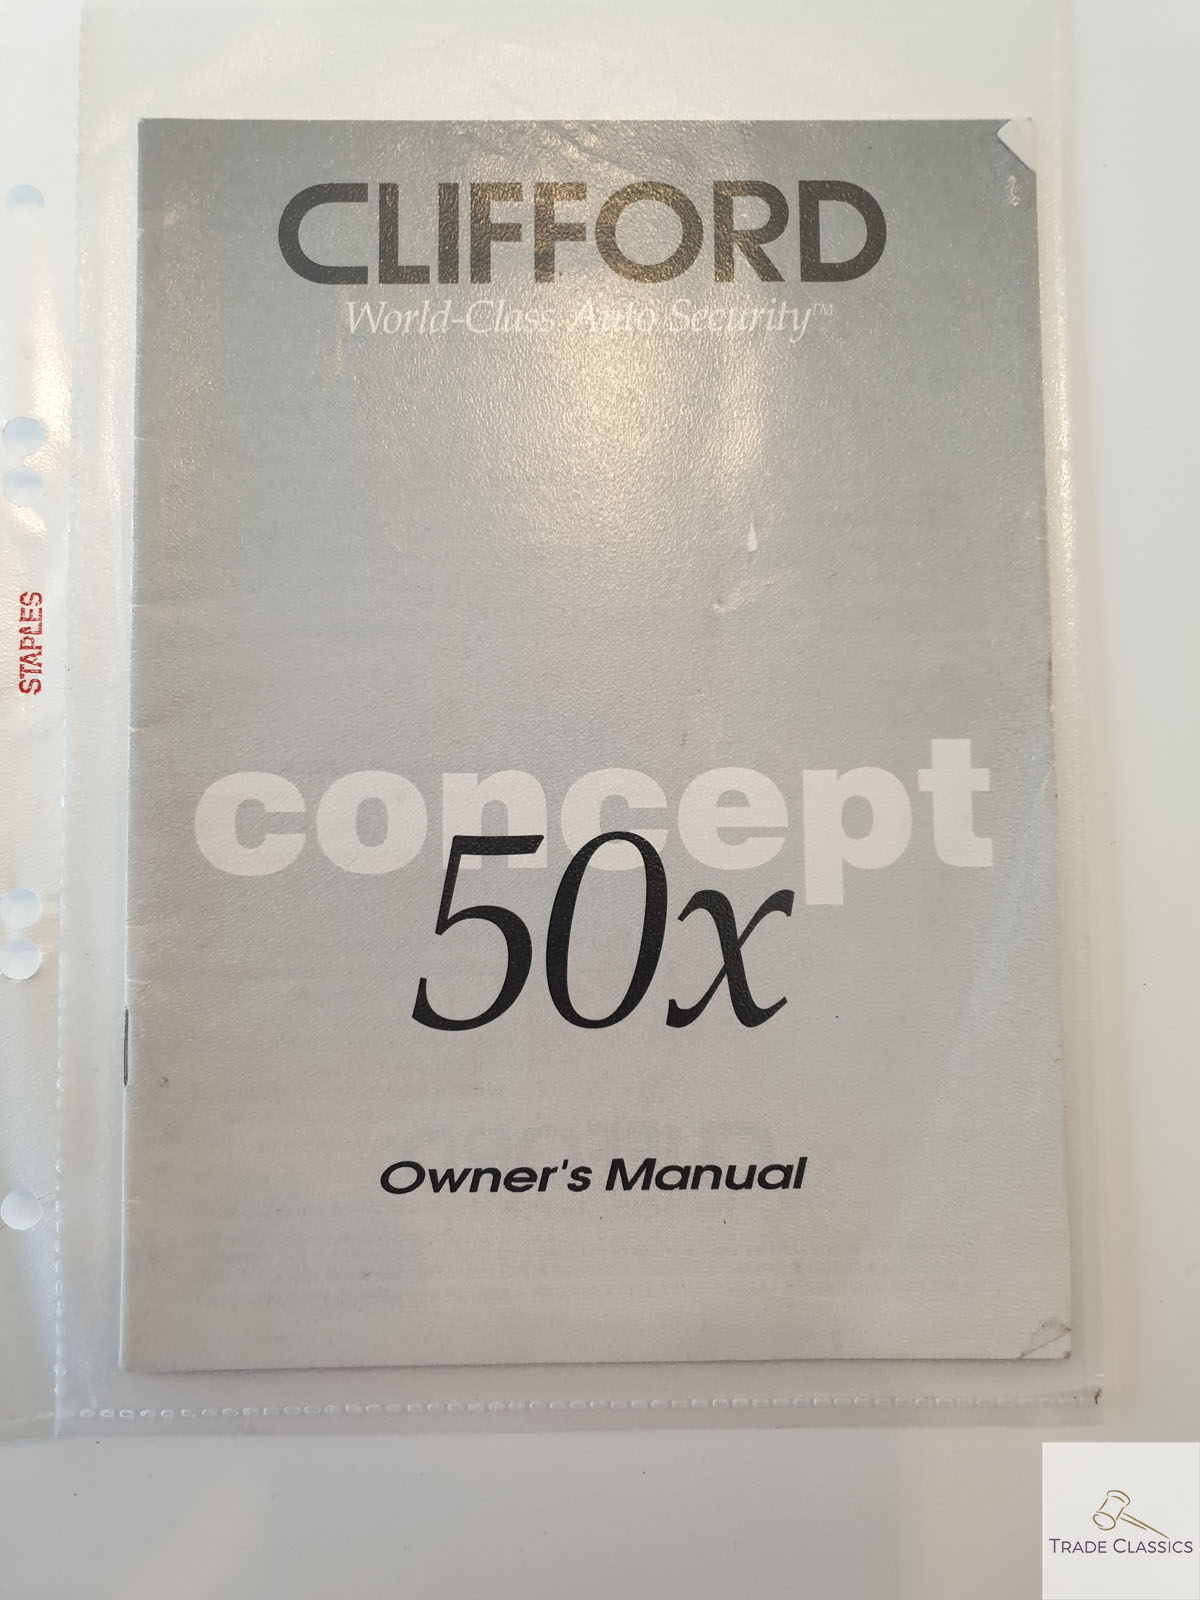 CLIFFORD
World-Class Auto Security™
concept
50x
Owner's Manual
STAPLES
TRADE CLASSICS